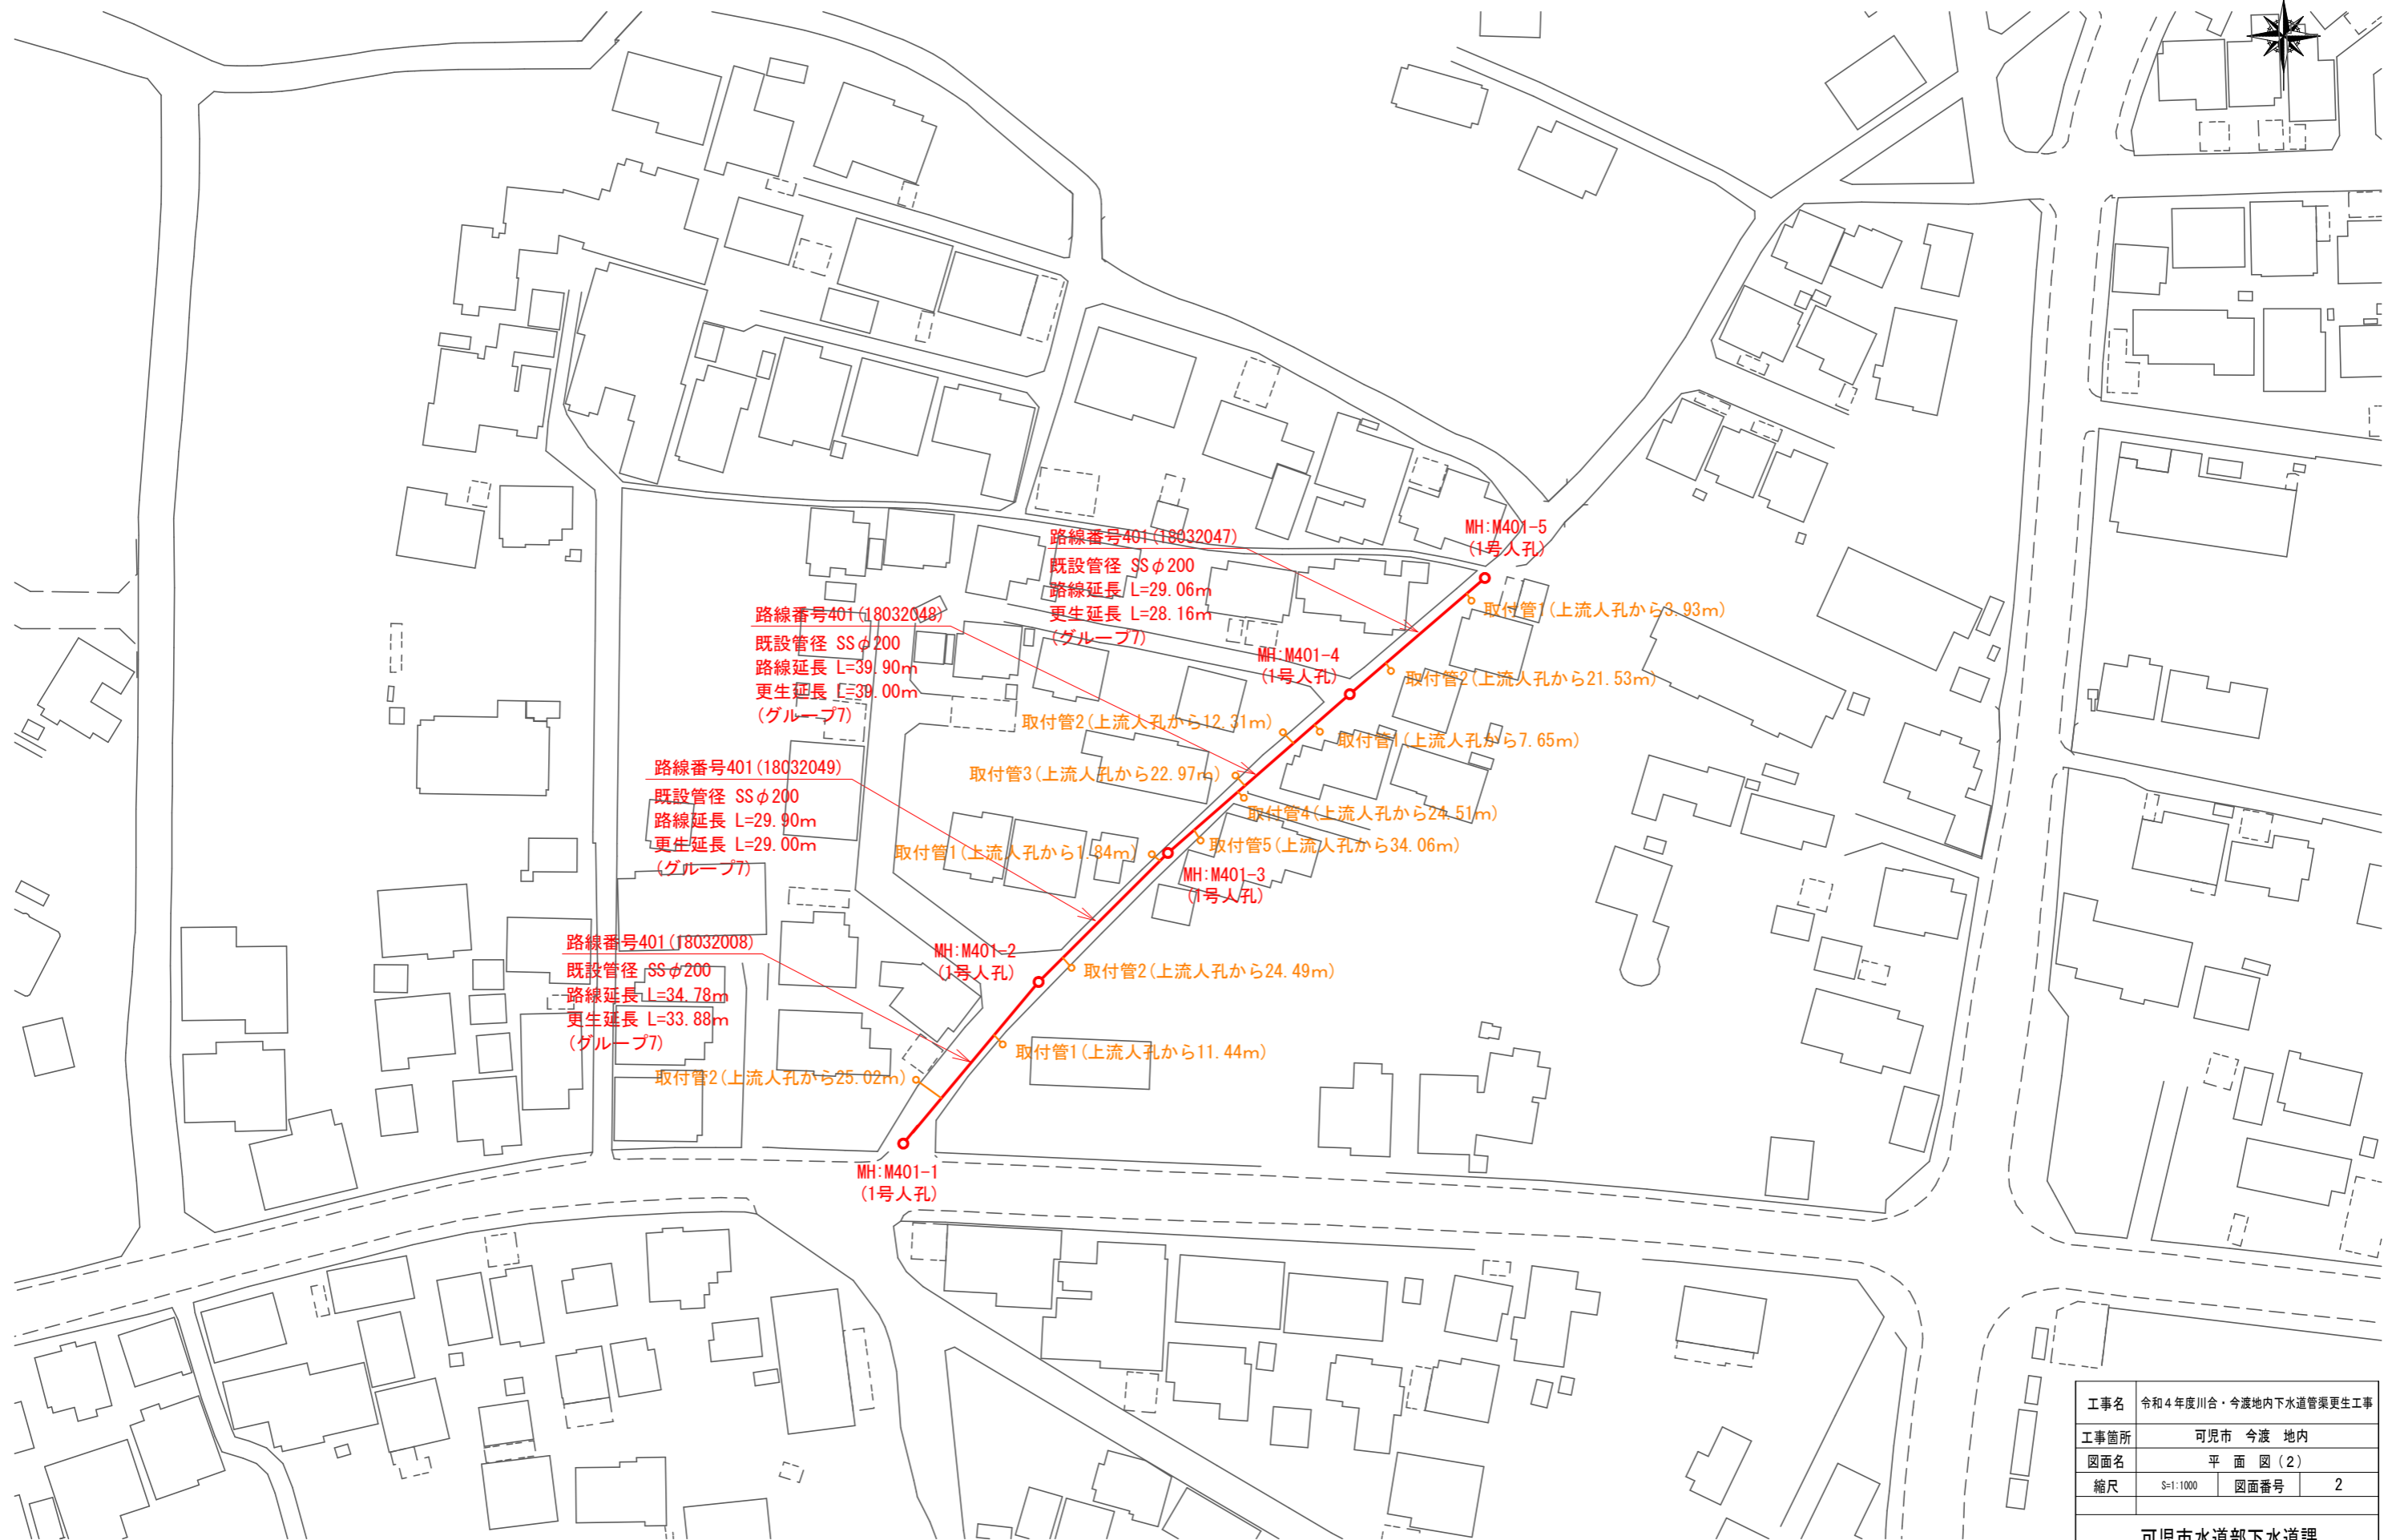 MH:M401-5
(1号人孔)
路線番号401(18032047)
既設管径 SSφ200
路線延長 L=29.06m
更生延長 L=28.16m
(グループ7)
取付管1(上流人孔から3.93m)
取付管2(上流人孔から21.53m)
MH:M401-4
(1号人孔)
路線番号401(18032048)
既設管径 SSφ200
路線延長 L=39.90m
更生延長 L=39.00m
(グループ7)
取付管2(上流人孔から12.31m)
取付管1(上流人孔から7.65m)
取付管3(上流人孔から22.97m)
取付管4(上流人孔から24.51m)
取付管5(上流人孔から34.06m)
路線番号401(18032049)
既設管径 SSφ200
路線延長 L=29.90m
更生延長 L=29.00m
(グループ7)
取付管1(上流人孔から1.84m)
MH:M401-3
(1号人孔)
MH:M401-2
(1号人孔)
取付管2(上流人孔から24.49m)
路線番号401(18032008)
既設管径 SSφ200
路線延長 L=34.78m
更生延長 L=33.88m
(グループ7)
取付管1(上流人孔から11.44m)
取付管2(上流人孔から25.02m)
MH:M401-1
(1号人孔)
工事名 令和4年度川合・今渡地内下水道管渠更生工事
工事箇所 可児市 今渡 地内
図面名 平 面 図(2)
縮尺 S=1:1000 図面番号 2
可児市水道部下水道課